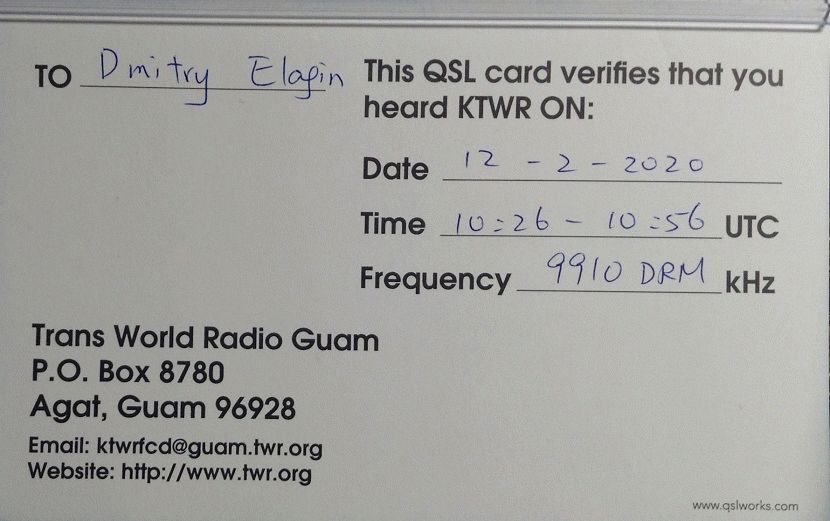 TO Dmitry Elagin
This QSL card verifies that you
heard KTWR ON:
Date 12 - 2 - 2020
Time 10:26 - 10:56 UTC
Frequency 9910 DRM kHz
Trans World Radio Guam
P.O. Box 8780
Agat, Guam 96928
Email: ktwrfcd@guam.twr.org
Website: http://www.twr.org
www.qslworks.com